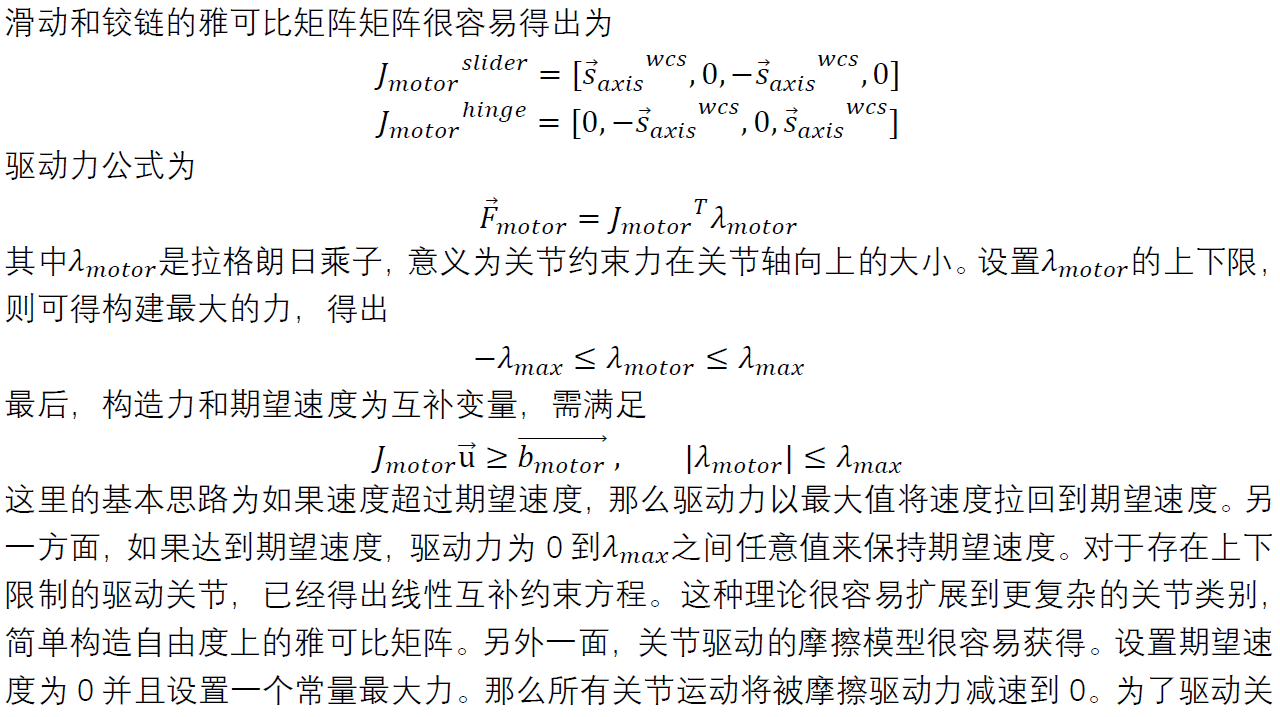 滑动和铰链的雅可比矩阵矩阵很容易得出为
$J_{motor}{}^{slider} = [\vec{s}_{axis}{}^{wcs}, 0, -\vec{s}_{axis}{}^{wcs}, 0]$
$J_{motor}{}^{hinge} = [0, -\vec{s}_{axis}{}^{wcs}, 0, \vec{s}_{axis}{}^{wcs}]$
驱动力公式为
$\vec{F}_{motor} = J_{motor}{}^{T} \lambda_{motor}$
其中$\lambda_{motor}$是拉格朗日乘子，意义为关节约束力在关节轴向上的大小。设置$\lambda_{motor}$的上下限，
则可得构建最大的力，得出
$-\lambda_{max} \leq \lambda_{motor} \leq \lambda_{max}$
最后，构造力和期望速度为互补变量，需满足
$J_{motor} \vec{u} \geq \overrightarrow{b_{motor}}, \quad |\lambda_{motor}| \leq \lambda_{max}$
这里的基本思路为如果速度超过期望速度，那么驱动力以最大值将速度拉回到期望速度。另
一方面，如果达到期望速度，驱动力为 0 到$\lambda_{max}$之间任意值来保持期望速度。对于存在上下
限制的驱动关节，已经得出线性互补约束方程。这种理论很容易扩展到更复杂的关节类别，
简单构造自由度上的雅可比矩阵。另外一面，关节驱动的摩擦模型很容易获得。设置期望速
度为 0 并且设置一个常量最大力。那么所有关节运动将被摩擦驱动力减速到 0。为了驱动关